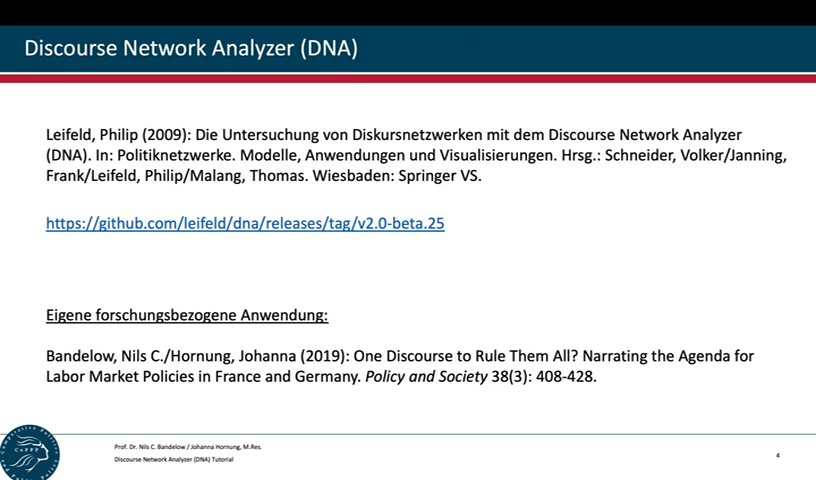 Discourse Network Analyzer (DNA)
Leifeld, Philip (2009): Die Untersuchung von Diskursnetzwerken mit dem Discourse Network Analyzer
(DNA). In: Politiknetzwerke. Modelle, Anwendungen und Visualisierungen. Hrsg.: Schneider, Volker/Janning,
Frank/Leifeld, Philip/Malang, Thomas. Wiesbaden: Springer VS.
https://github.com/leifeld/dna/releases/tag/v2.0-beta.25
Eigene forschungsbezogene Anwendung:
Bandelow, Nils C./Hornung, Johanna (2019): One Discourse to Rule Them All? Narrating the Agenda for
Labor Market Policies in France and Germany. Policy and Society 38(3): 408-428.
CoPPP
Prof. Dr. Nils C. Bandelow / Johanna Hornung, M.Res.
Discourse Network Analyzer (DNA) Tutorial
4